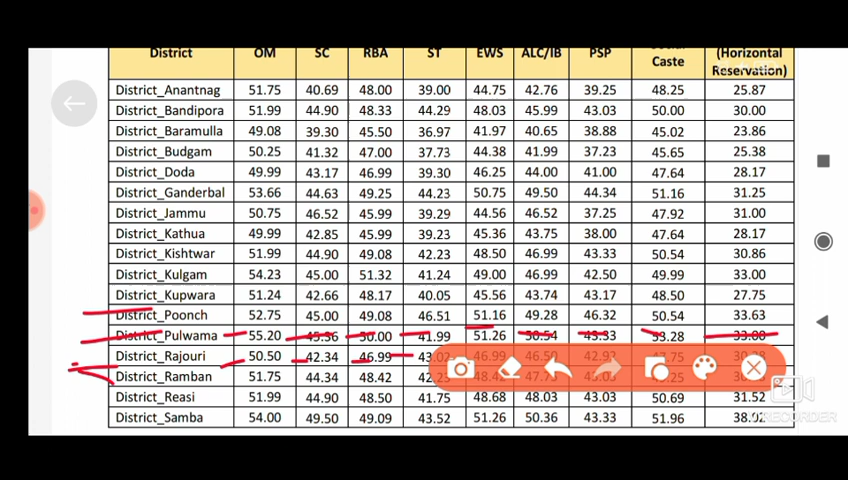 District OM SC RBA ST EWS ALC/IB PSP Caste (Horizontal Reservation)
District_Anantnag 51.75 40.69 48.00 39.00 44.75 42.76 39.25 48.25 25.87
District_Bandipora 51.99 44.90 48.33 44.29 48.03 45.99 43.03 50.00 30.00
District_Baramulla 49.08 39.30 45.50 36.97 41.97 40.65 38.88 45.02 23.86
District_Budgam 50.25 41.32 47.00 37.73 44.38 41.99 37.23 45.65 25.38
District_Doda 49.99 43.17 46.99 39.30 46.25 44.00 41.00 47.64 28.17
District_Ganderbal 53.66 44.63 49.25 44.23 50.75 49.50 44.34 51.16 31.25
District_Jammu 50.75 46.52 45.99 39.29 44.56 46.52 37.25 47.92 31.00
District_Kathua 49.99 42.85 45.99 39.23 45.36 43.75 38.00 47.64 28.17
District_Kishtwar 51.99 44.90 49.08 42.23 48.50 46.99 43.33 50.54 30.86
District_Kulgam 54.23 45.00 51.32 41.24 49.00 46.99 42.50 49.99 33.00
District_Kupwara 51.24 42.66 48.17 40.05 45.56 43.74 43.17 48.50 27.75
District_Poonch 52.75 45.00 49.08 46.51 51.16 49.28 46.32 50.54 33.63
District_Pulwama 55.20 50.00 41.99 51.26 50.54 53.28
District_Rajouri 50.50 42.34 46.99
District_Ramban 51.75 44.34 48.42
District_Reasi 51.99 44.90 48.50 41.75 48.68 48.03 43.03 50.69 31.52
District_Samba 54.00 49.50 49.09 43.52 51.26 50.36 43.33 51.96